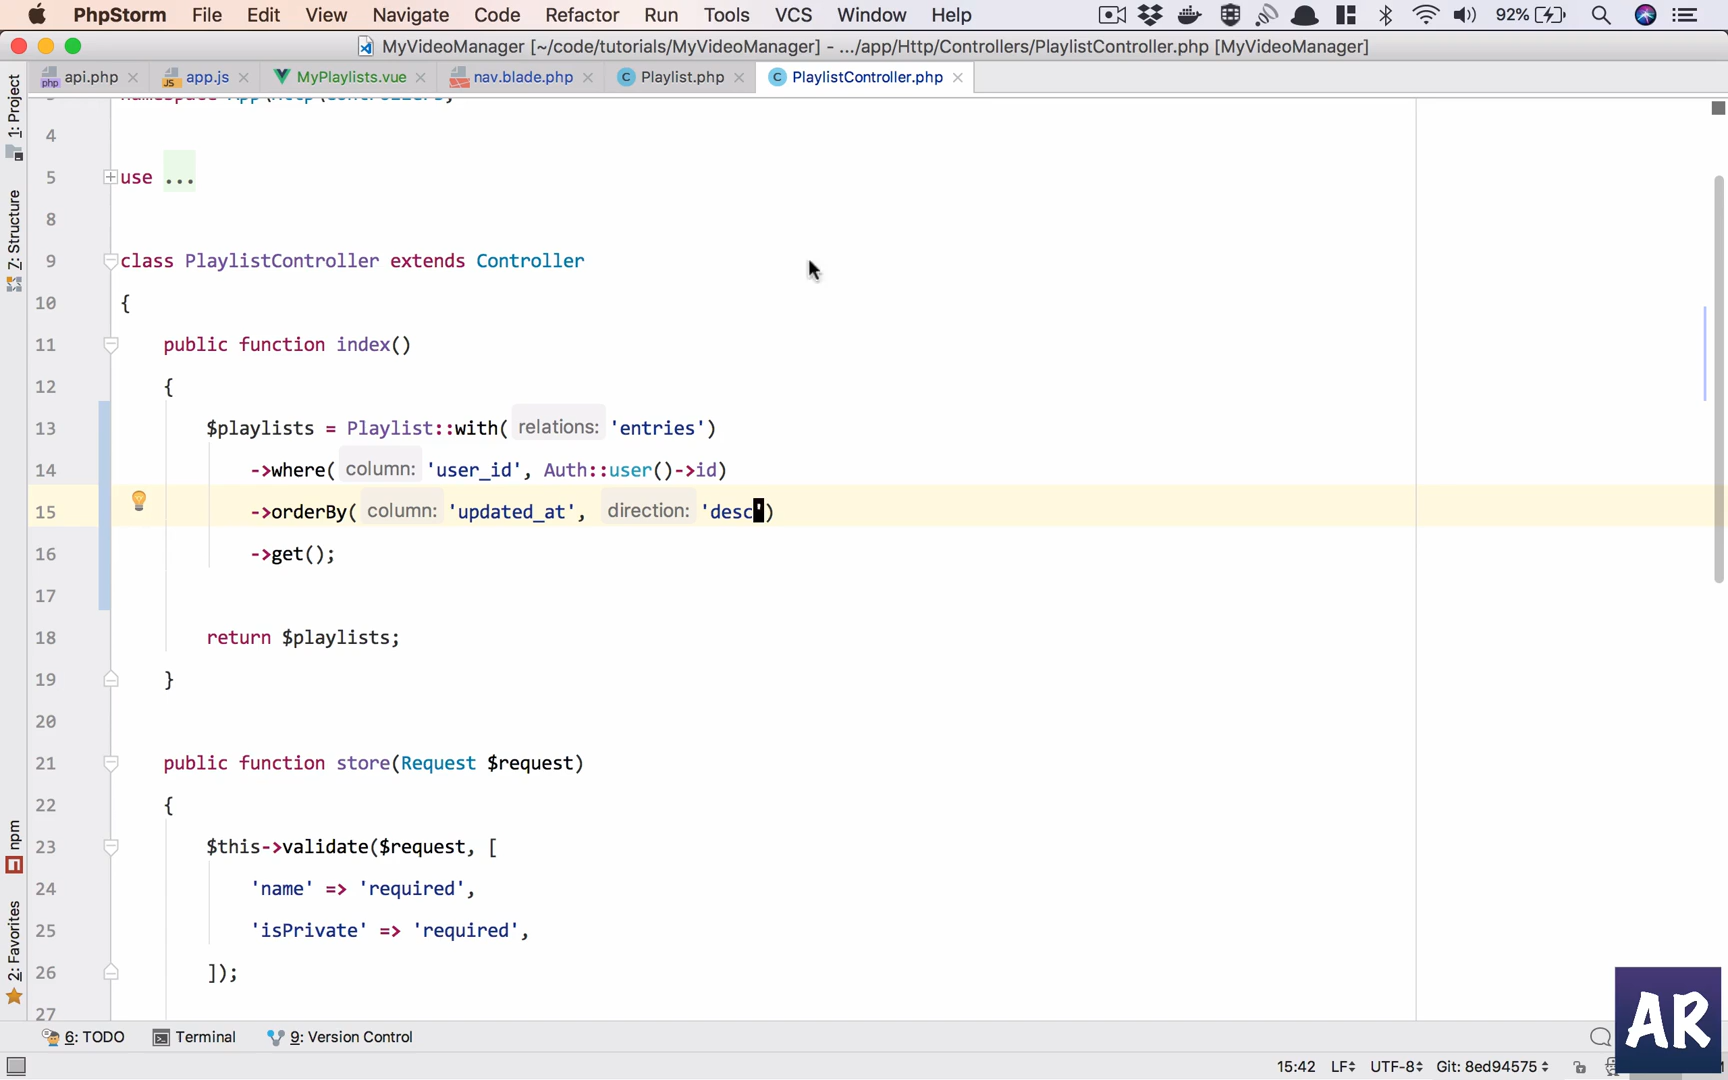 PhpStorm File Edit View Navigate Code Refactor Run Tools VCS Window Help 92%
MyVideoManager [~/code/tutorials/MyVideoManager] - .../app/Http/Controllers/PlaylistController.php [MyVideoManager]
api.php app.js MyPlaylists.vue nav.blade.php Playlist.php PlaylistController.php
1: Project
7: Structure
npm
2: Favorites
namespace App\Http\Controllers;
4
5 use ...
8
9 class PlaylistController extends Controller
10 {
11 public function index()
12 {
13 $playlists = Playlist::with( relations: 'entries')
14 ->where( column: 'user_id', Auth::user()->id)
15 ->orderBy( column: 'updated_at', direction: 'desc')
16 ->get();
17
18 return $playlists;
19 }
20
21 public function store(Request $request)
22 {
23 $this->validate($request, [
24 'name' => 'required',
25 'isPrivate' => 'required',
26 ]);
27
6: TODO Terminal 9: Version Control
15:42 LF UTF-8 Git: 8ed94575
AR